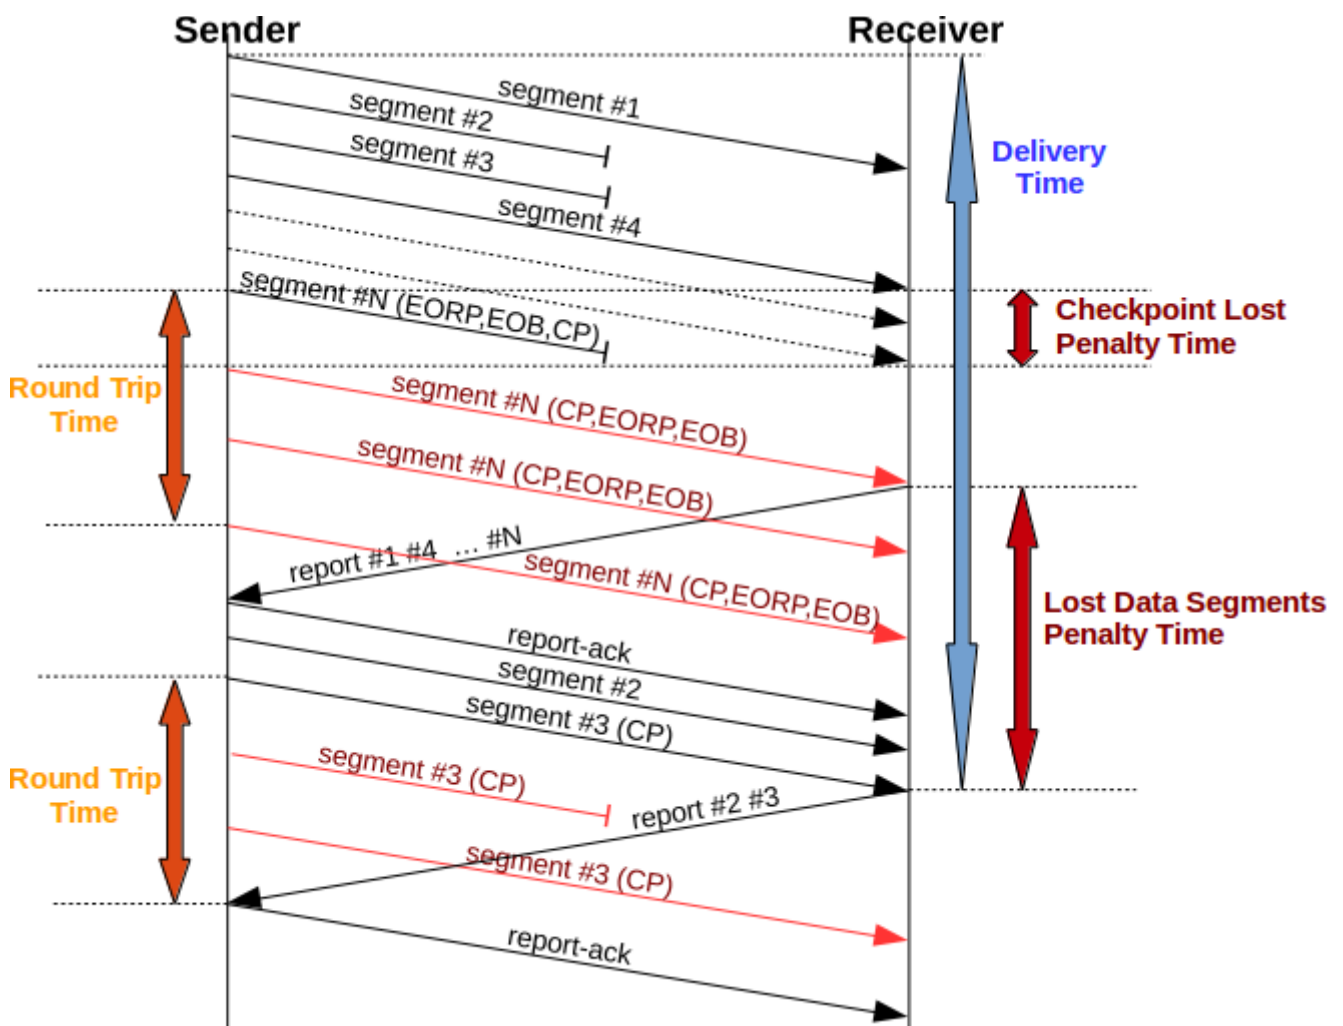 Sender
Receiver
segment #1
segment #2
Delivery
Time
segment #3
segment #4
segment #N (EORP,EOB,CP)
Checkpoint Lost
Penalty Time
Round Trip
Time
segment #N (CP,EORP,EOB)
segment #N (CP,EORP,EOB)
report #1 #4 ... #N
segment #N (CP,EORP,EOB)
Lost Data Segments
Penalty Time
report-ack
segment #2
segment #3 (CP)
Round Trip
Time
segment #3 (CP)
report #2 #3
segment #3 (CP)
report-ack